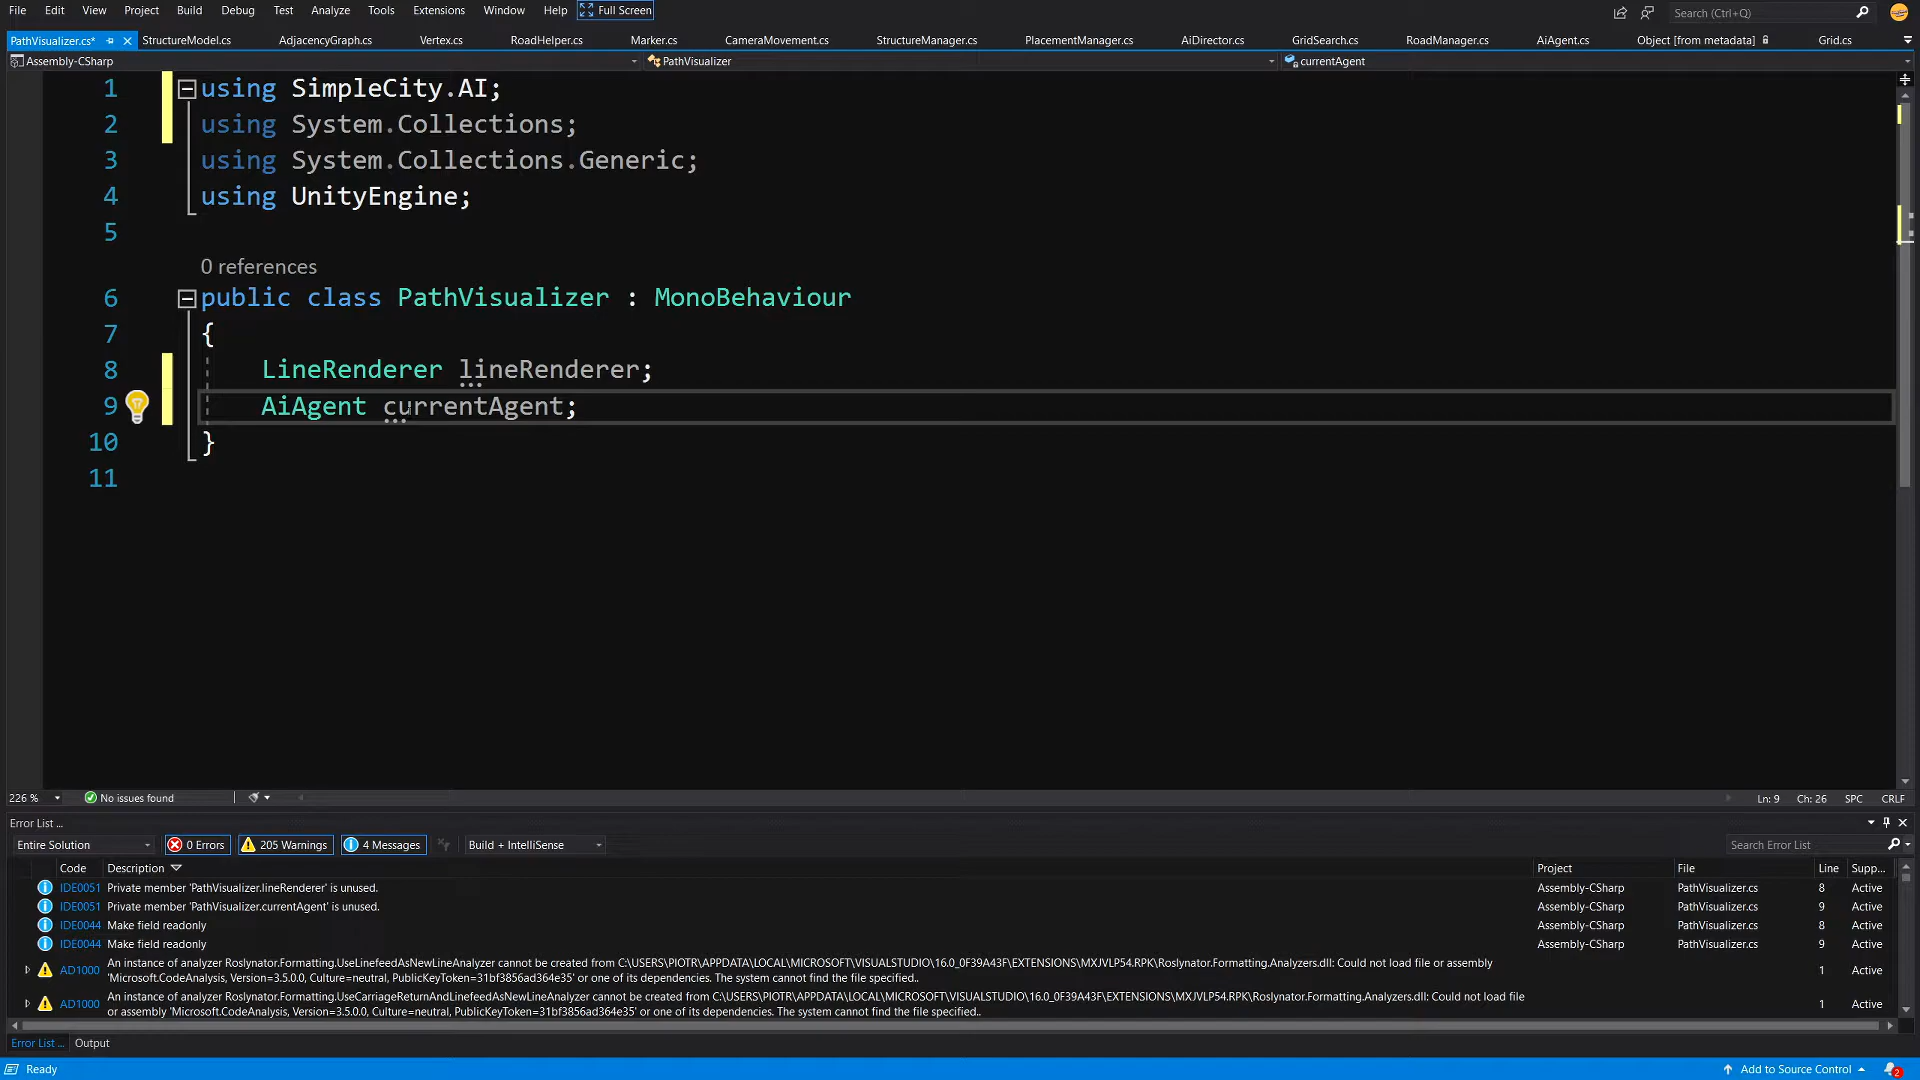 File Edit View Project Build Debug Test Analyze Tools Extensions Window Help Full Screen Search (Ctrl+Q)
PathVisualizer.cs* StructureModel.cs AdjacencyGraph.cs Vertex.cs RoadHelper.cs Marker.cs CameraMovement.cs StructureManager.cs PlacementManager.cs AiDirector.cs GridSearch.cs RoadManager.cs AiAgent.cs Object [from metadata] Grid.cs
Assembly-CSharp PathVisualizer currentAgent
1 using SimpleCity.AI;
2 using System.Collections;
3 using System.Collections.Generic;
4 using UnityEngine;
5
0 references
6 public class PathVisualizer : MonoBehaviour
7 {
8 LineRenderer lineRenderer;
9 AiAgent currentAgent;
10 }
11
226 % No issues found Ln: 9 Ch: 26 SPC CRLF
Error List ...
Entire Solution 0 Errors 205 Warnings 4 Messages Build + IntelliSense Search Error List
Code Description Project File Line Supp...
IDE0051 Private member 'PathVisualizer.lineRenderer' is unused. Assembly-CSharp PathVisualizer.cs 8 Active
IDE0051 Private member 'PathVisualizer.currentAgent' is unused. Assembly-CSharp PathVisualizer.cs 9 Active
IDE0044 Make field readonly Assembly-CSharp PathVisualizer.cs 8 Active
IDE0044 Make field readonly Assembly-CSharp PathVisualizer.cs 9 Active
An instance of analyzer Roslynator.Formatting.UseLinefeedAsNewLineAnalyzer cannot be created from C:\USERS\PIOTR\APPDATA\LOCAL\MICROSOFT\VISUALSTUDIO\16.0_0F39A43F\EXTENSIONS\MXJVLP54.RPK\Roslynator.Formatting.Analyzers.dll: Could not load file or assembly
AD1000 'Microsoft.CodeAnalysis, Version=3.5.0.0, Culture=neutral, PublicKeyToken=31bf3856ad364e35' or one of its dependencies. The system cannot find the file specified.. 1 Active
An instance of analyzer Roslynator.Formatting.UseCarriageReturnAndLinefeedAsNewLineAnalyzer cannot be created from C:\USERS\PIOTR\APPDATA\LOCAL\MICROSOFT\VISUALSTUDIO\16.0_0F39A43F\EXTENSIONS\MXJVLP54.RPK\Roslynator.Formatting.Analyzers.dll: Could not load file
AD1000 or assembly 'Microsoft.CodeAnalysis, Version=3.5.0.0, Culture=neutral, PublicKeyToken=31bf3856ad364e35' or one of its dependencies. The system cannot find the file specified.. 1 Active
Error List ... Output
Ready Add to Source Control 2